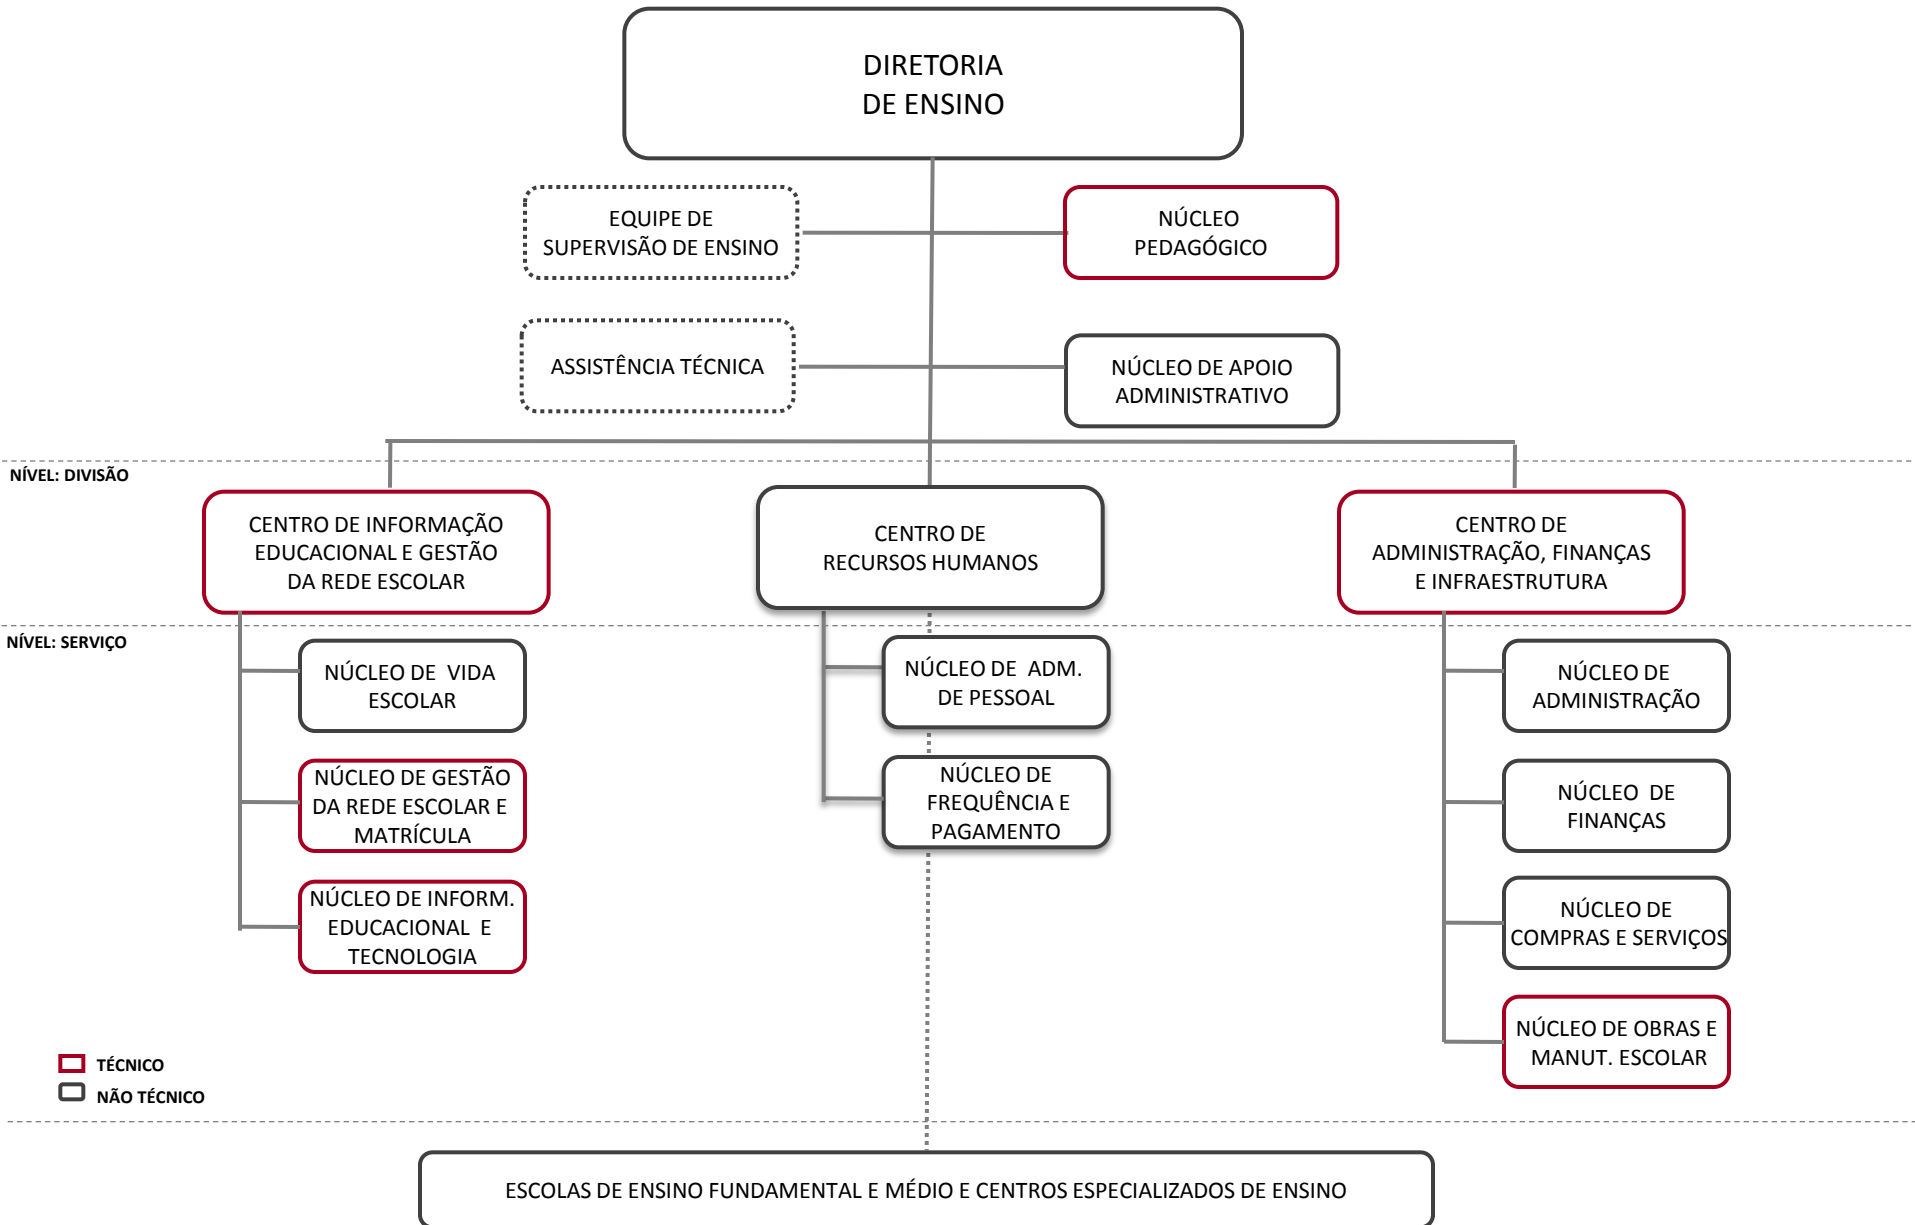 DIRETORIA
DE ENSINO
EQUIPE DE
SUPERVISÃO DE ENSINO
NÚCLEO
PEDAGÓGICO
ASSISTÊNCIA TÉCNICA
NÚCLEO DE APOIO
ADMINISTRATIVO
NÍVEL: DIVISÃO
CENTRO DE INFORMAÇÃO
EDUCACIONAL E GESTÃO
DA REDE ESCOLAR
CENTRO DE
RECURSOS HUMANOS
CENTRO DE
ADMINISTRAÇÃO, FINANÇAS
E INFRAESTRUTURA
NÍVEL: SERVIÇO
NÚCLEO DE VIDA
ESCOLAR
NÚCLEO DE GESTÃO
DA REDE ESCOLAR E
MATRÍCULA
NÚCLEO DE INFORM.
EDUCACIONAL E
TECNOLOGIA
NÚCLEO DE ADM.
DE PESSOAL
NÚCLEO DE
FREQUÊNCIA E
PAGAMENTO
NÚCLEO DE
ADMINISTRAÇÃO
NÚCLEO DE
FINANÇAS
NÚCLEO DE
COMPRAS E SERVIÇOS
NÚCLEO DE OBRAS E
MANUT. ESCOLAR
TÉCNICO
NÃO TÉCNICO
ESCOLAS DE ENSINO FUNDAMENTAL E MÉDIO E CENTROS ESPECIALIZADOS DE ENSINO